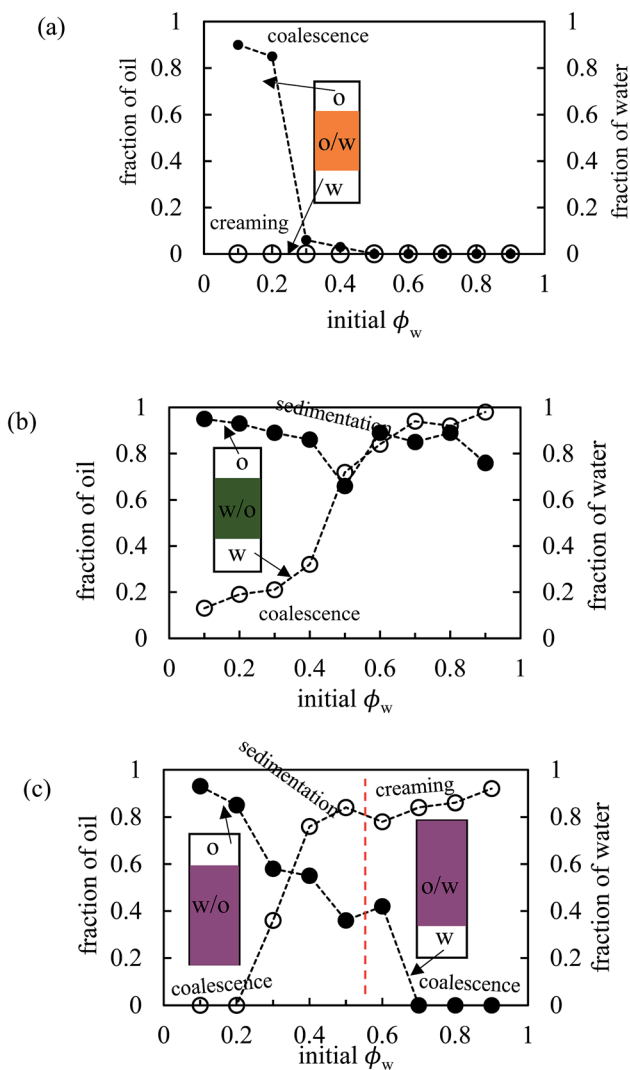 (a)
fraction of oil
fraction of water
1
0.8
0.6
0.4
0.2
0
coalescence
o
o/w
w
creaming
1
0.8
0.6
0.4
0.2
0
0 0.2 0.4 0.6 0.8 1
initial ϕw
(b)
fraction of oil
fraction of water
1
0.8
0.6
0.4
0.2
0
sedimentation
o
w/o
w
coalescence
1
0.8
0.6
0.4
0.2
0
0 0.2 0.4 0.6 0.8 1
initial ϕw
(c)
fraction of oil
fraction of water
1
0.8
0.6
0.4
0.2
0
sedimentation
creaming
o
w/o
coalescence
o/w
w
coalescence
1
0.8
0.6
0.4
0.2
0
0 0.2 0.4 0.6 0.8 1
initial ϕw